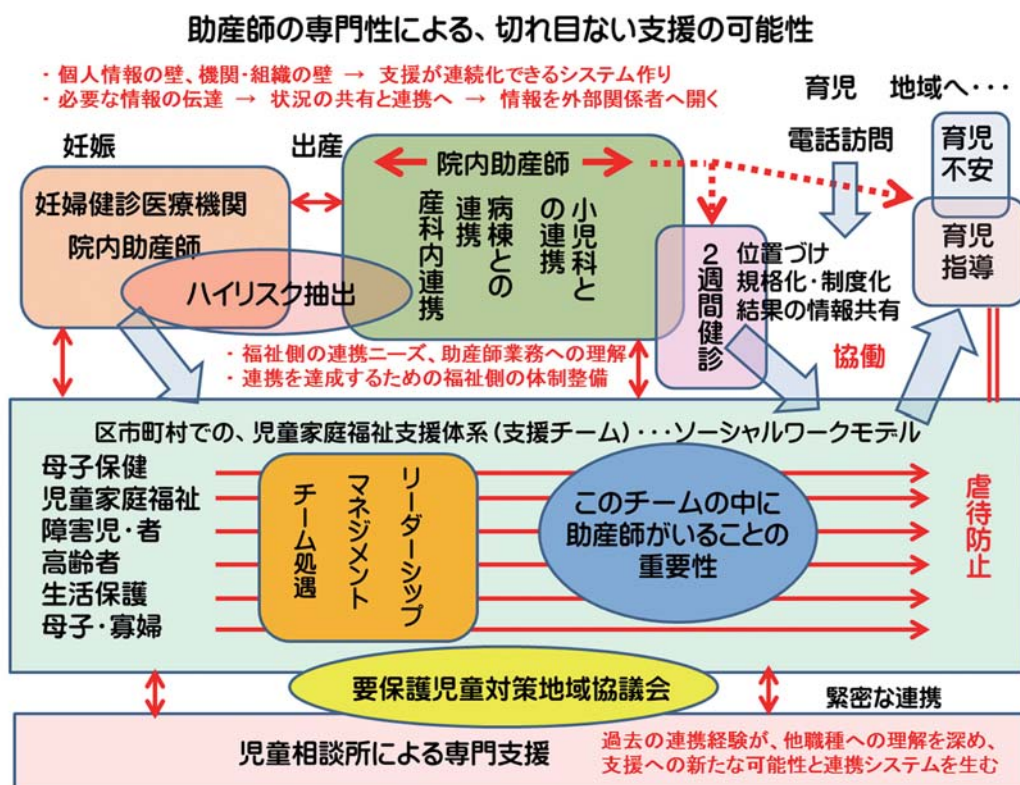 助産師の専門性による、切れ目ない支援の可能性
・個人情報の壁、機関・組織の壁 → 支援が連続化できるシステム作り
・必要な情報の伝達 → 状況の共有と連携へ → 情報を外部関係者へ開く
育児 地域へ・・・
妊娠
出産
電話訪問
育児
不安
妊婦健診医療機関
院内助産師
院内助産師
産科内連携
病棟との
連携
小児科と
の連携
ハイリスク抽出
2週間健診
位置づけ
規格化・制度化
結果の情報共有
育児
指導
協働
・福祉側の連携ニーズ、助産師業務への理解
・連携を達成するための福祉側の体制整備
区市町村での、児童家庭福祉支援体系(支援チーム)・・・ソーシャルワークモデル
母子保健
児童家庭福祉
障害児・者
高齢者
生活保護
母子・寡婦
リーダーシップ
マネジメント
チーム処遇
このチームの中に
助産師がいることの
重要性
虐待防止
要保護児童対策地域協議会
緊密な連携
児童相談所による専門支援
過去の連携経験が、他職種への理解を深め、
支援への新たな可能性と連携システムを生む